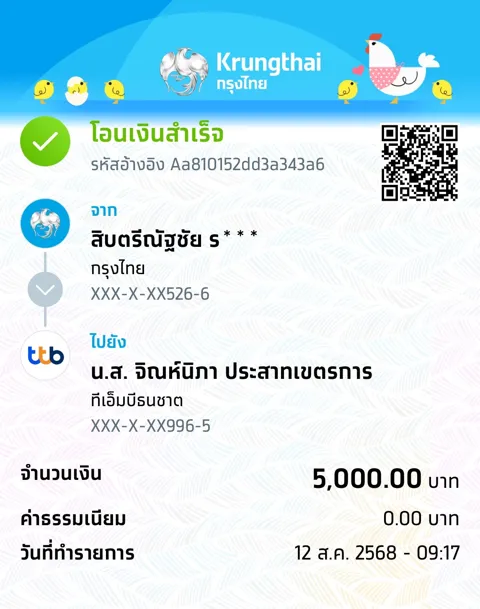 Krungthai
กรุงไทย
โอนเงินสำเร็จ
รหัสอ้างอิง Aa810152dd3a343a6
จาก
สิบตรีณัฐชัย ร***
กรุงไทย
XXX-X-XX526-6
ttb
ไปยัง
น.ส. จิณห์นิภา ประสาทเขตรการ
ทีเอ็มบีธนชาต
XXX-X-XX996-5
จำนวนเงิน 5,000.00 บาท
ค่าธรรมเนียม 0.00 บาท
วันที่ทำรายการ 12 ส.ค. 2568 - 09:17